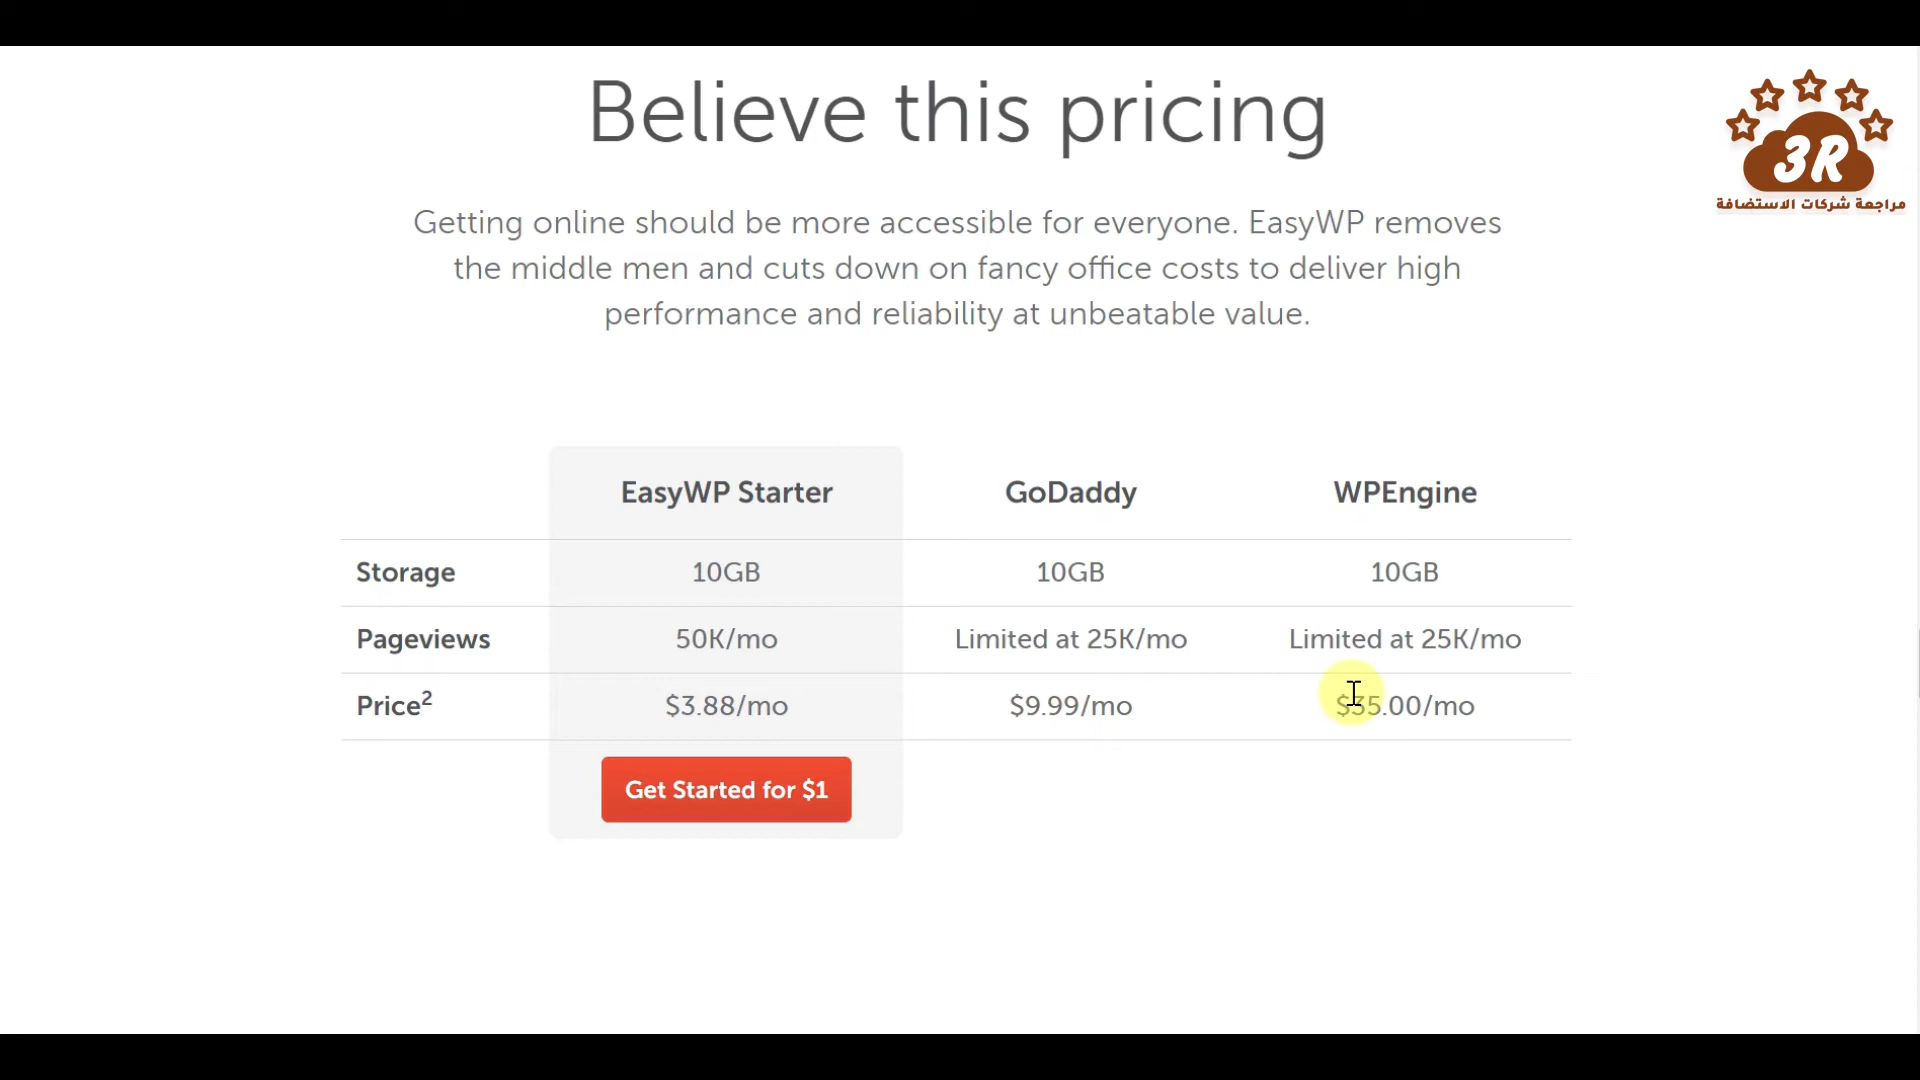 Believe this pricing
3R
مراجعة شركات الاستضافة
Getting online should be more accessible for everyone. EasyWP removes
the middle men and cuts down on fancy office costs to deliver high
performance and reliability at unbeatable value.
EasyWP Starter GoDaddy WPEngine
Storage 10GB 10GB 10GB
Pageviews 50K/mo Limited at 25K/mo Limited at 25K/mo
Price² $3.88/mo $9.99/mo $35.00/mo
Get Started for $1